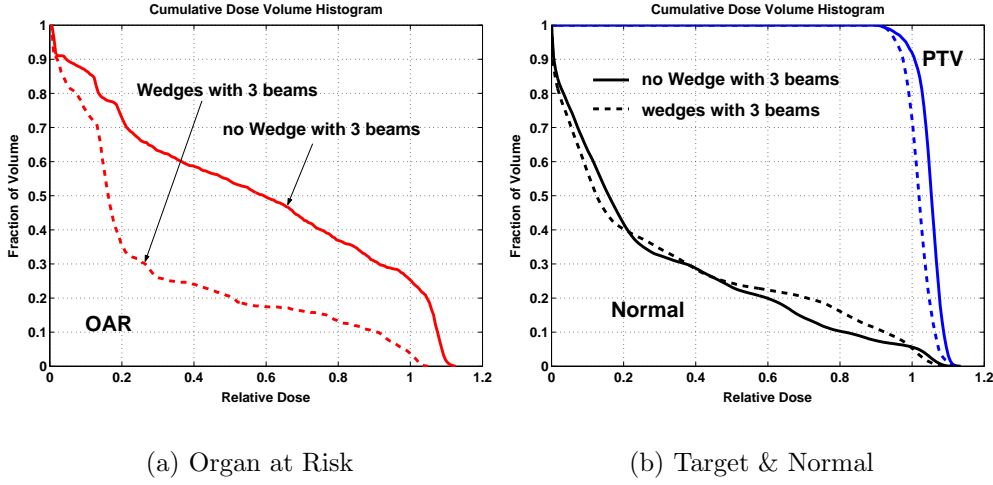 Cumulative Dose Volume Histogram
1
0.9
0.8
0.7
0.6
0.5
0.4
0.3
0.2
0.1
0
Fraction of Volume
Wedges with 3 beams
no Wedge with 3 beams
OAR
0 0.2 0.4 0.6 0.8 1 1.2
Relative Dose
(a) Organ at Risk
Cumulative Dose Volume Histogram
1
0.9
0.8
0.7
0.6
0.5
0.4
0.3
0.2
0.1
0
Fraction of Volume
PTV
no Wedge with 3 beams
wedges with 3 beams
Normal
0 0.2 0.4 0.6 0.8 1 1.2
Relative Dose
(b) Target & Normal